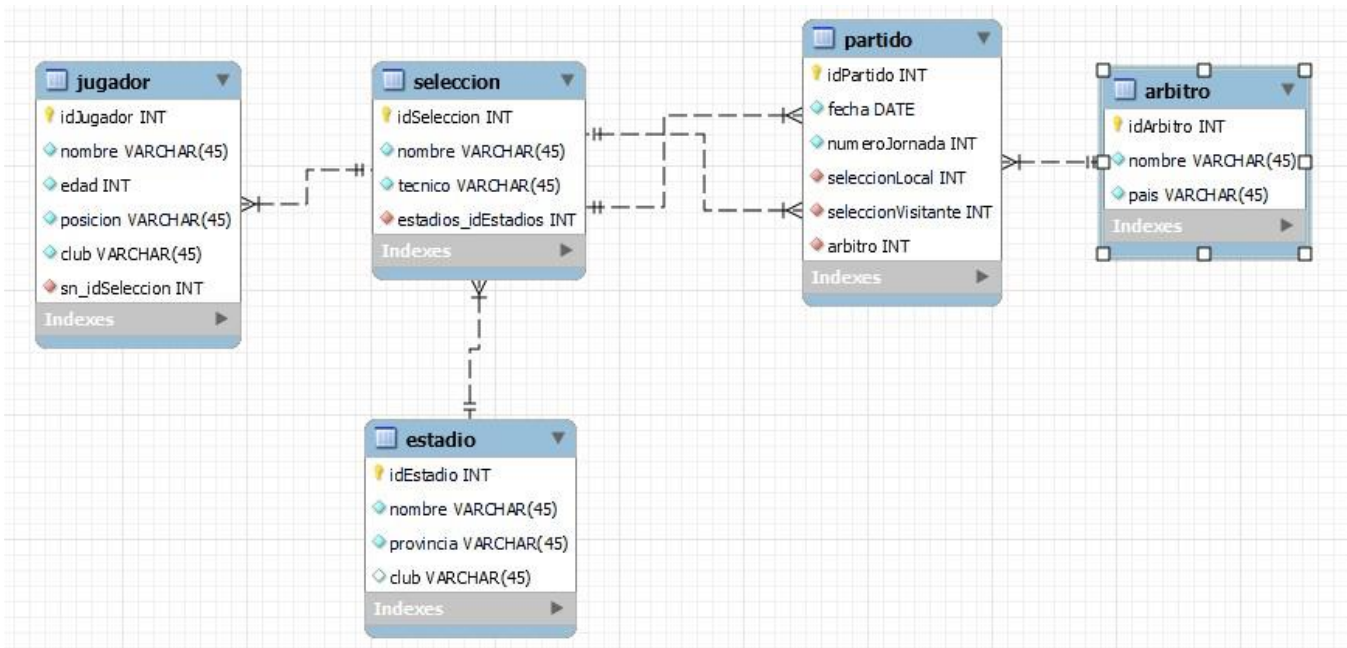 jugador
idJugador INT
nombre VARCHAR(45)
edad INT
posicion VARCHAR(45)
club VARCHAR(45)
sn_idSeleccion INT
Indexes
seleccion
idSeleccion INT
nombre VARCHAR(45)
tecnico VARCHAR(45)
estadios_idEstadios INT
Indexes
partido
idPartido INT
fecha DATE
numeroJornada INT
seleccionLocal INT
seleccionVisitante INT
arbitro INT
Indexes
arbitro
idArbitro INT
nombre VARCHAR(45)
pais VARCHAR(45)
Indexes
estadio
idEstadio INT
nombre VARCHAR(45)
provincia VARCHAR(45)
club VARCHAR(45)
Indexes